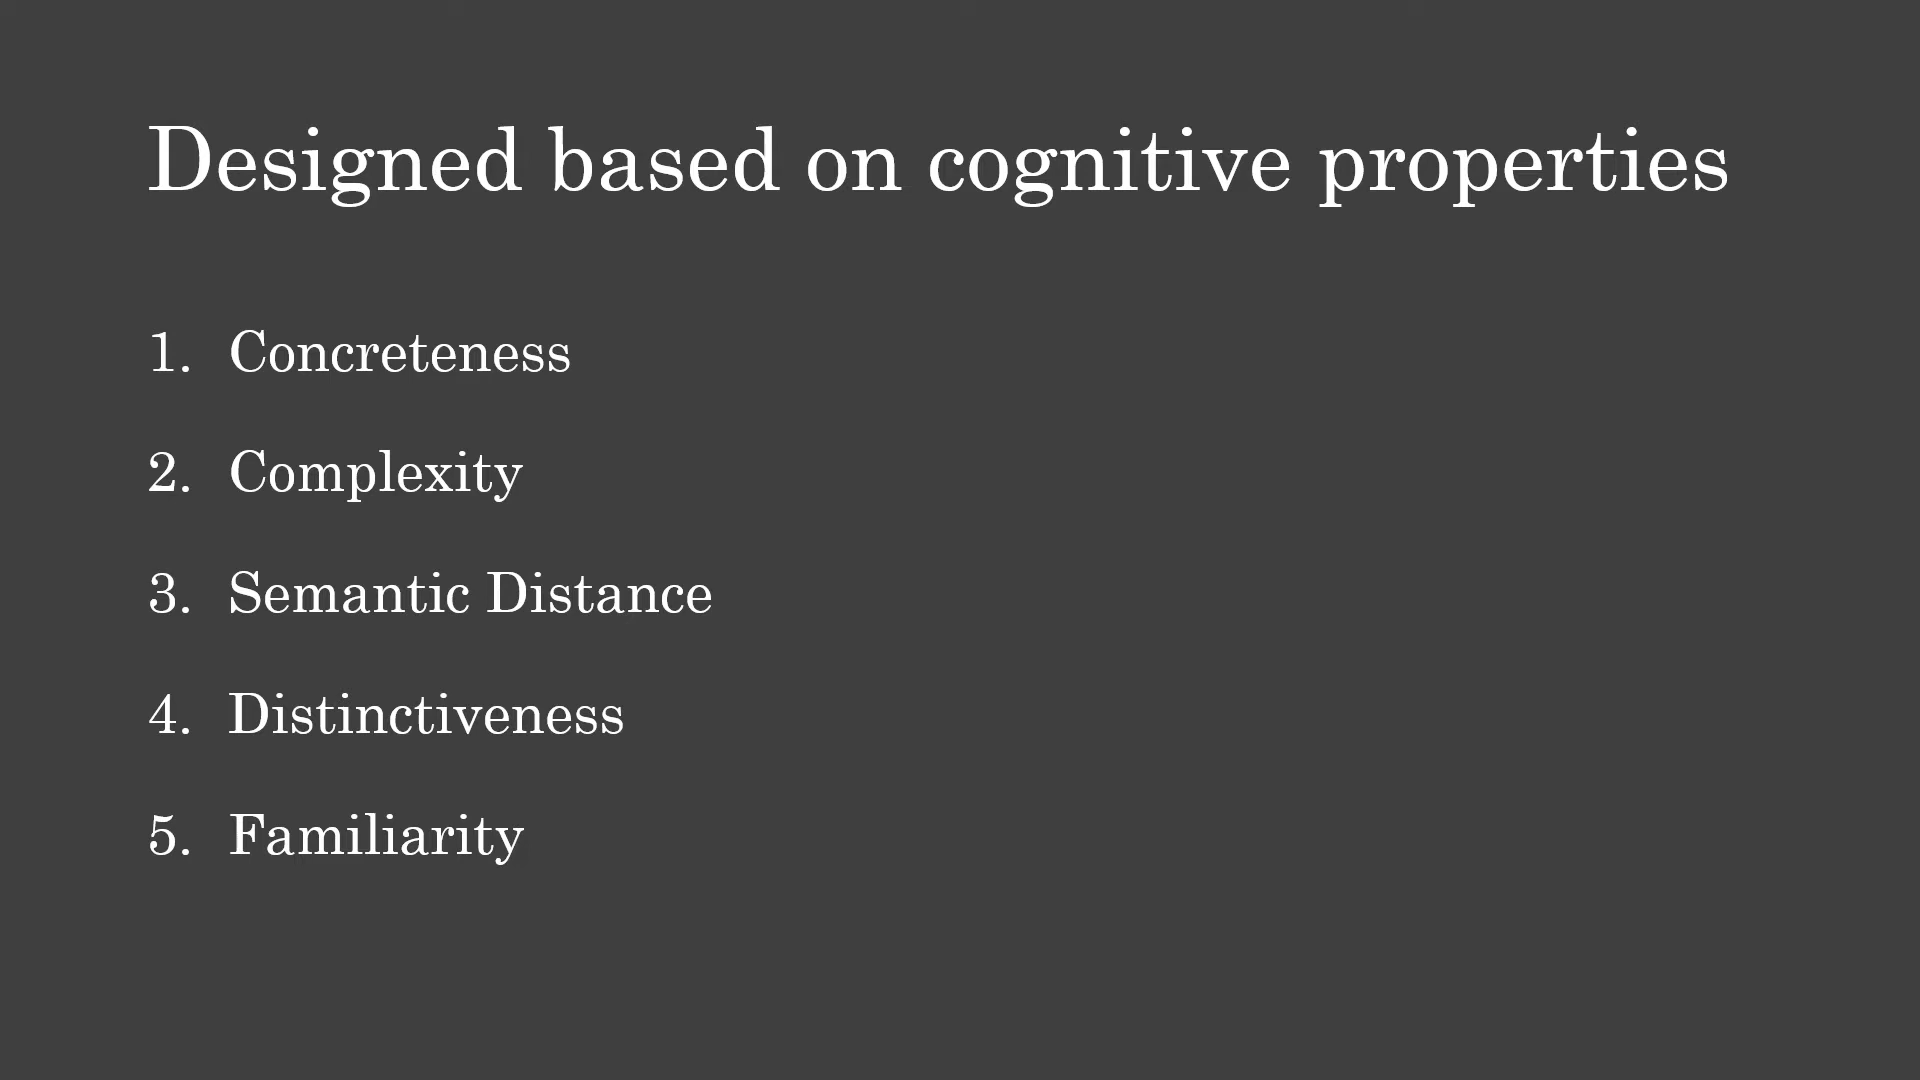 Designed based on cognitive properties
1. Concreteness
2. Complexity
3. Semantic Distance
4. Distinctiveness
5. Familiarity